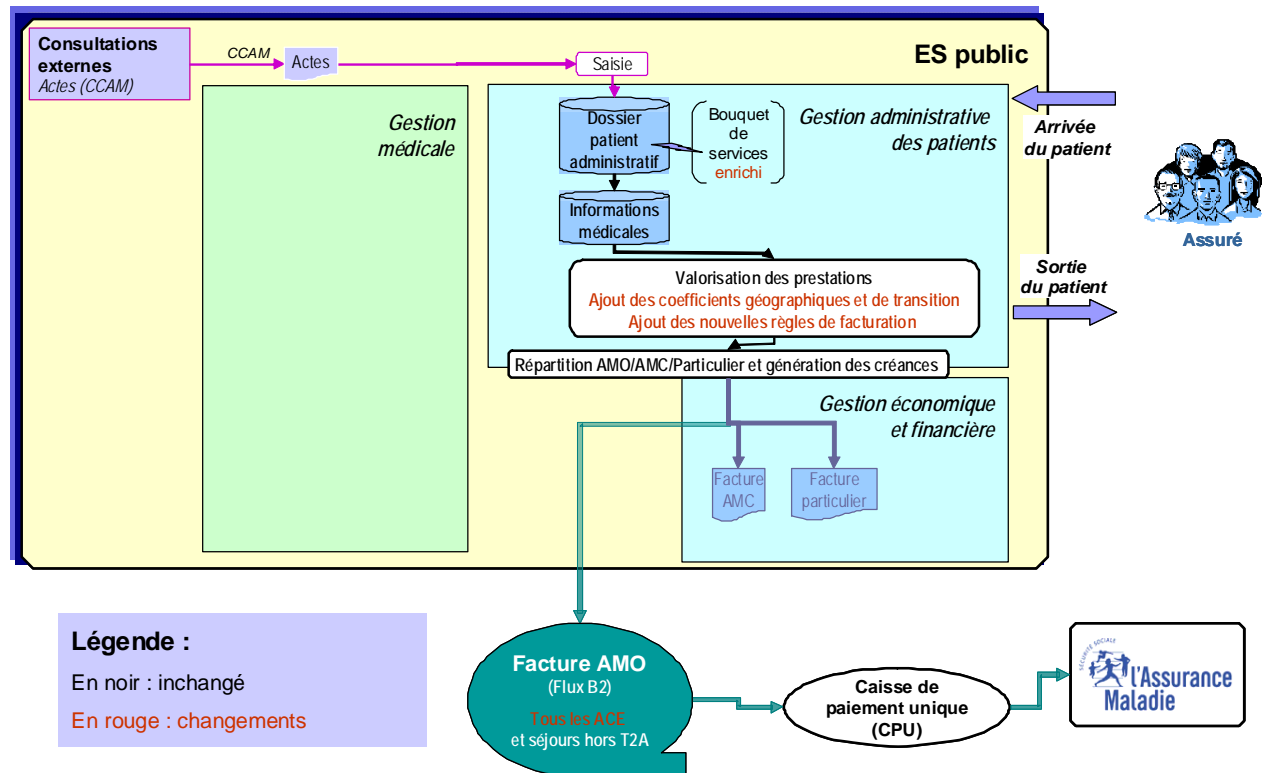 Consultations
externes
Actes (CCAM)
CCAM
Actes
Saisie
ES public
Gestion
médicale
Dossier
patient
administratif
Bouquet
de
services
enrichi
Gestion administrative
des patients
Arrivée
du patient
Informations
médicales
Assuré
Valorisation des prestations
Ajout des coefficients géographiques et de transition
Ajout des nouvelles règles de facturation
Sortie
du patient
Répartition AMO/AMC/Particulier et génération des créances
Gestion économique
et financière
Facture
AMC
Facture
particulier
Légende :
En noir : inchangé
En rouge : changements
Facture AMO
(Flux B2)
Tous les ACE
et séjours hors T2A
Caisse de
paiement unique
(CPU)
SÉCURITÉ SOCIALE
l'Assurance
Maladie